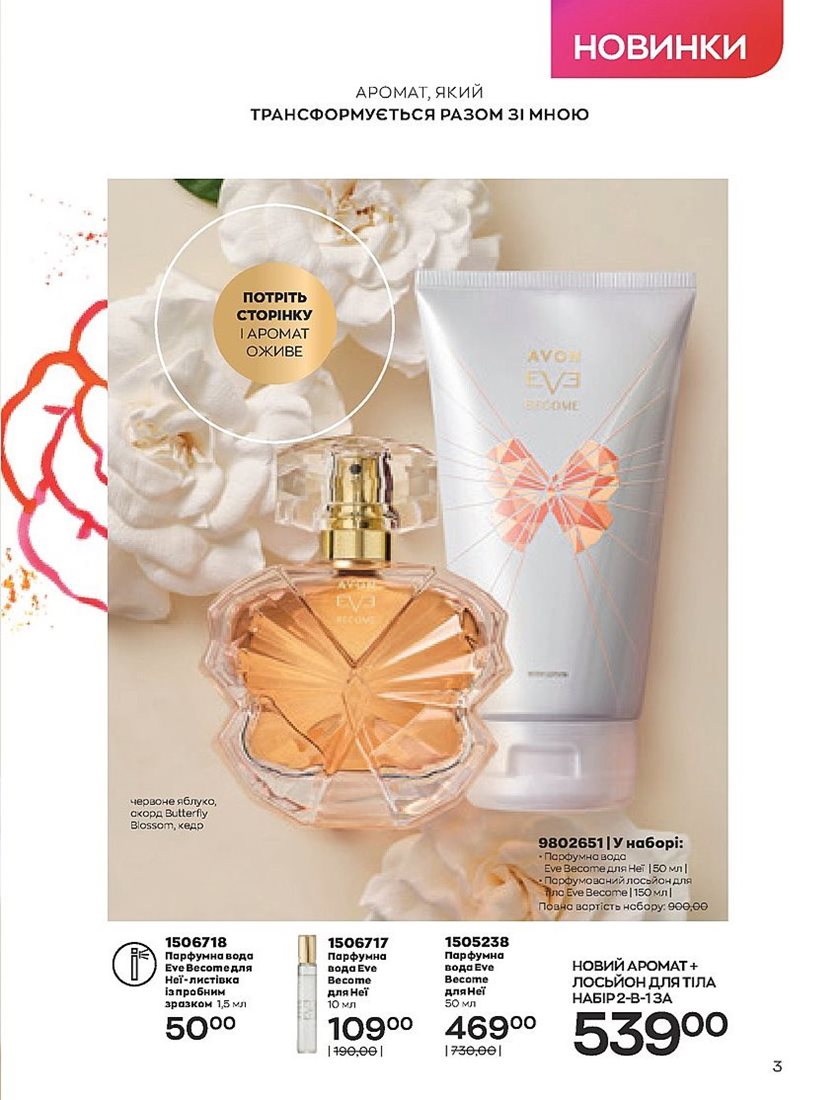 НОВИНКИ
АРОМАТ, ЯКИЙ
ТРАНСФОРМУЄТЬСЯ РАЗОМ ЗІ МНОЮ
ПОТРІТЬ
СТОРІНКУ
І АРОМАТ
ОЖИВЕ
AVON
EVE
BECOME
BODY LOTION
AVON
EVE
BECOME
червоне яблуко,
акорд Butterfly
Blossom, кедр
9802651 | У наборі:
• Парфумна вода
Eve Become для Неї | 50 мл |
• Парфумований лосьйон для
тіла Eve Become | 150 мл |
Повна вартість набору: 900,00
1506718
Парфумна вода
Eve Become для
Неї - листівка
із пробним
зразком 1,5 мл
50⁰⁰
1506717
Парфумна
вода Eve
Become
для Неї
10 мл
109⁰⁰
| 190,00 |
1505238
Парфумна
вода Eve
Become
для Неї
50 мл
469⁰⁰
| 730,00 |
НОВИЙ АРОМАТ +
ЛОСЬЙОН ДЛЯ ТІЛА
НАБІР 2-В-1 ЗА
539⁰⁰
3